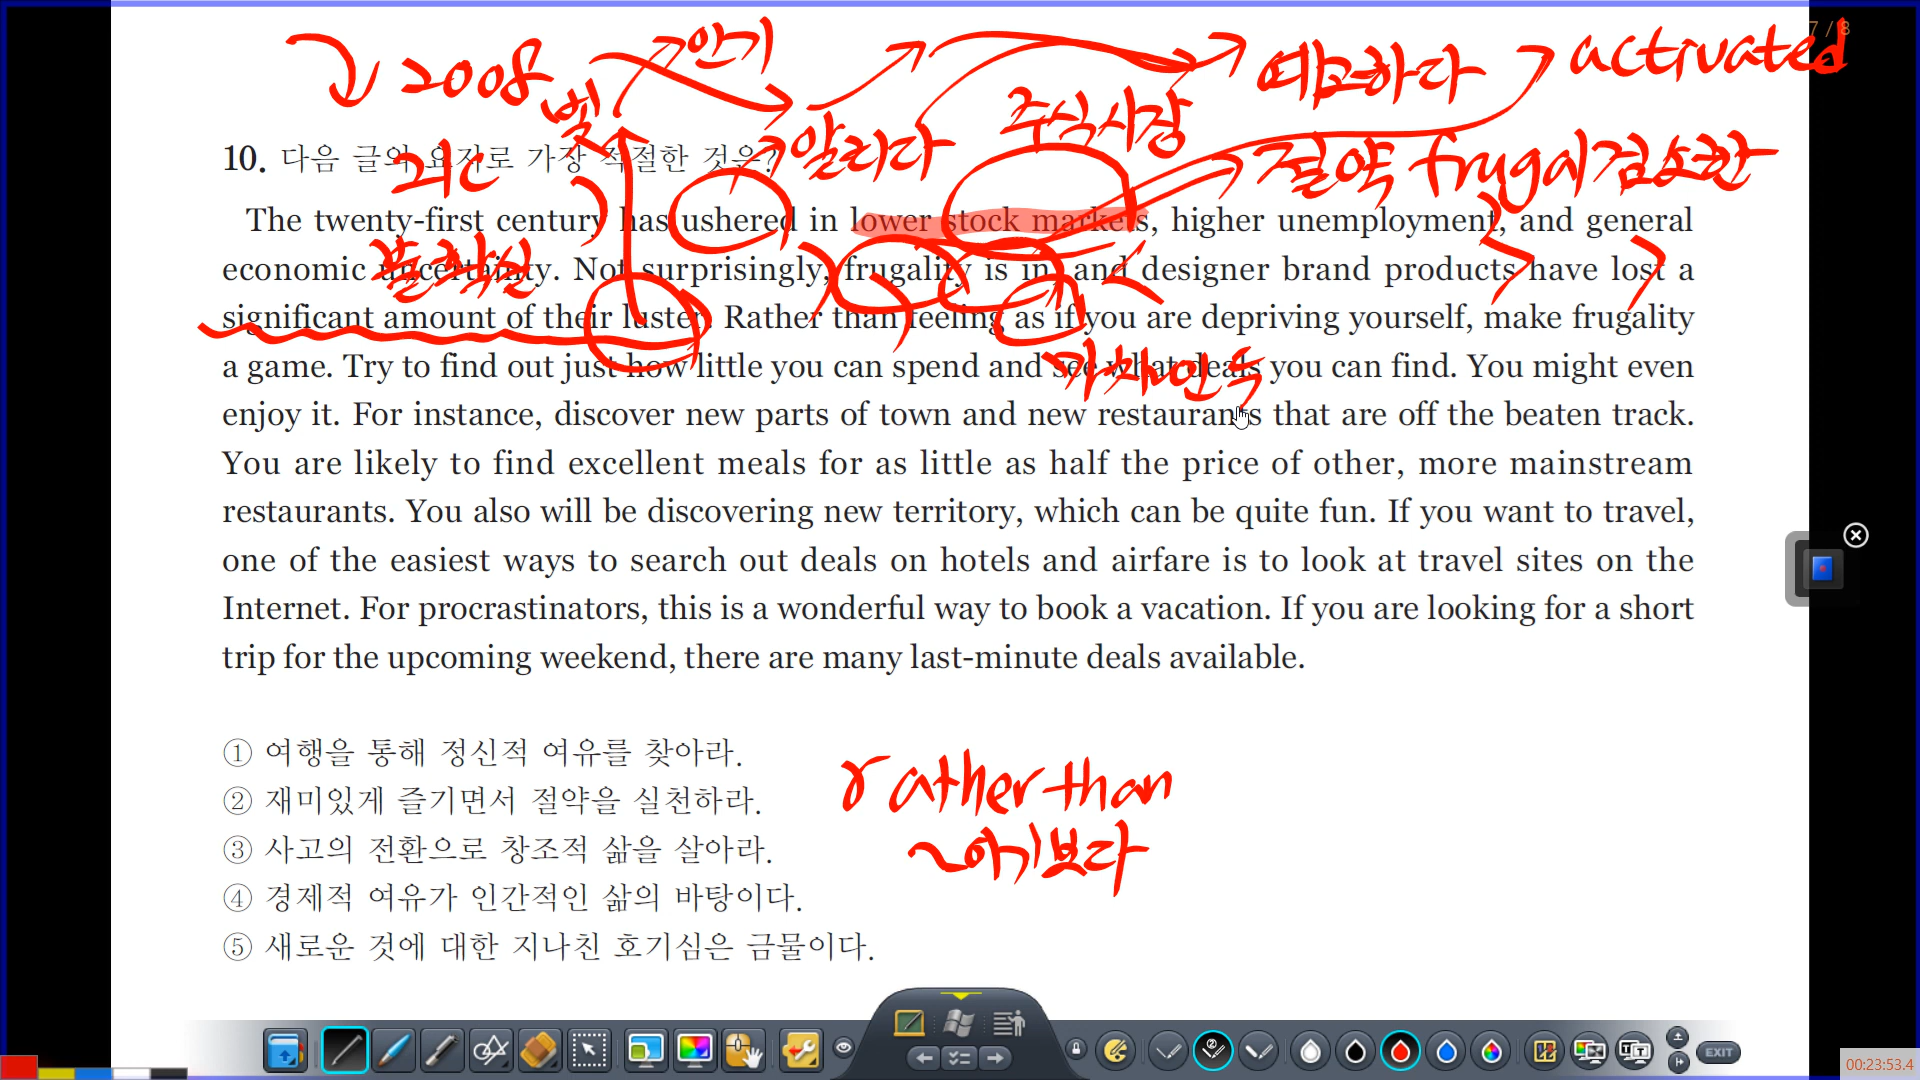 7 / 8
2008
안기
예고하다
activated
빛
주식시장
알리다
절약 frugal 검소한
10. 다음 글의 요지로 가장 적절한 것은?
The twenty-first century has ushered in lower stock markets, higher unemployment, and general
economic uncertainty. Not surprisingly, frugality is in, and designer brand products have lost a
불확실
significant amount of their luster. Rather than feeling as if you are depriving yourself, make frugality
a game. Try to find out just how little you can spend and see what deals you can find. You might even
enjoy it. For instance, discover new parts of town and new restaurants that are off the beaten track.
You are likely to find excellent meals for as little as half the price of other, more mainstream
restaurants. You also will be discovering new territory, which can be quite fun. If you want to travel,
one of the easiest ways to search out deals on hotels and airfare is to look at travel sites on the
Internet. For procrastinators, this is a wonderful way to book a vacation. If you are looking for a short
trip for the upcoming weekend, there are many last-minute deals available.
① 여행을 통해 정신적 여유를 찾아라.
② 재미있게 즐기면서 절약을 실천하라.
③ 사고의 전환으로 창조적 삶을 살아라.
④ 경제적 여유가 인간적인 삶의 바탕이다.
⑤ 새로운 것에 대한 지나친 호기심은 금물이다.
rather than
~하기보다
EXIT
00:23:53.4